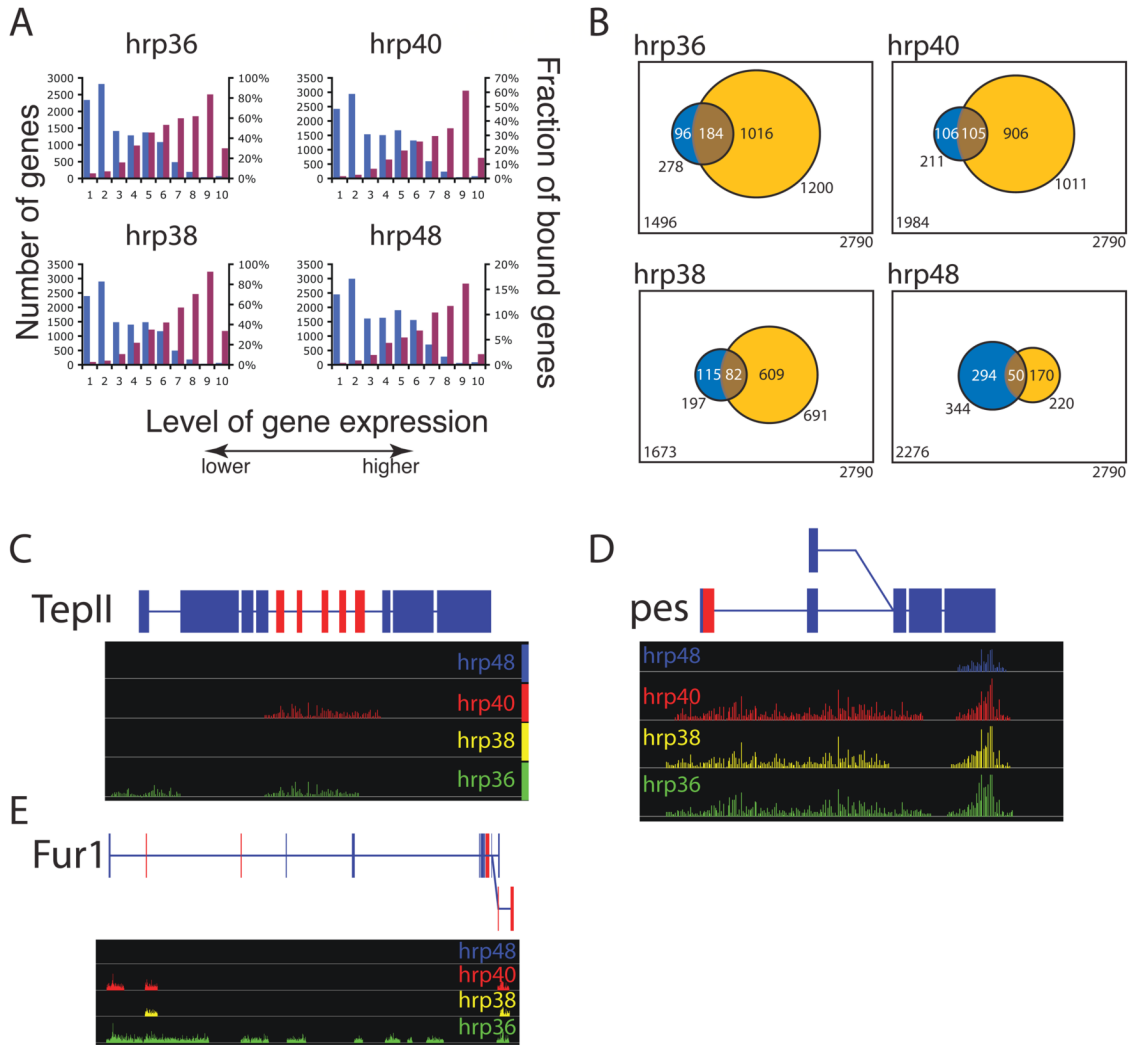 A
hrp36
3000
2500
2000
1500
1000
500
0
100%
80%
60%
40%
20%
0%
1 2 3 4 5 6 7 8 9 10
hrp40
3500
3000
2500
2000
1500
1000
500
0
70%
60%
50%
40%
30%
20%
10%
0%
1 2 3 4 5 6 7 8 9 10
hrp38
3500
3000
2500
2000
1500
1000
500
0
100%
80%
60%
40%
20%
0%
1 2 3 4 5 6 7 8 9 10
hrp48
3500
3000
2500
2000
1500
1000
500
0
20%
15%
10%
5%
0%
1 2 3 4 5 6 7 8 9 10
Number of genes
Fraction of bound genes
Level of gene expression
lower higher
B
hrp36
96 184 1016
278
1200
1496
2790
hrp40
106 105 906
211
1011
1984
2790
hrp38
115 82 609
197
691
1673
2790
hrp48
294 50 170
344
220
2276
2790
C
TepII
hrp48
hrp40
hrp38
hrp36
D
pes
hrp48
hrp40
hrp38
hrp36
E
Fur1
hrp48
hrp40
hrp38
hrp36